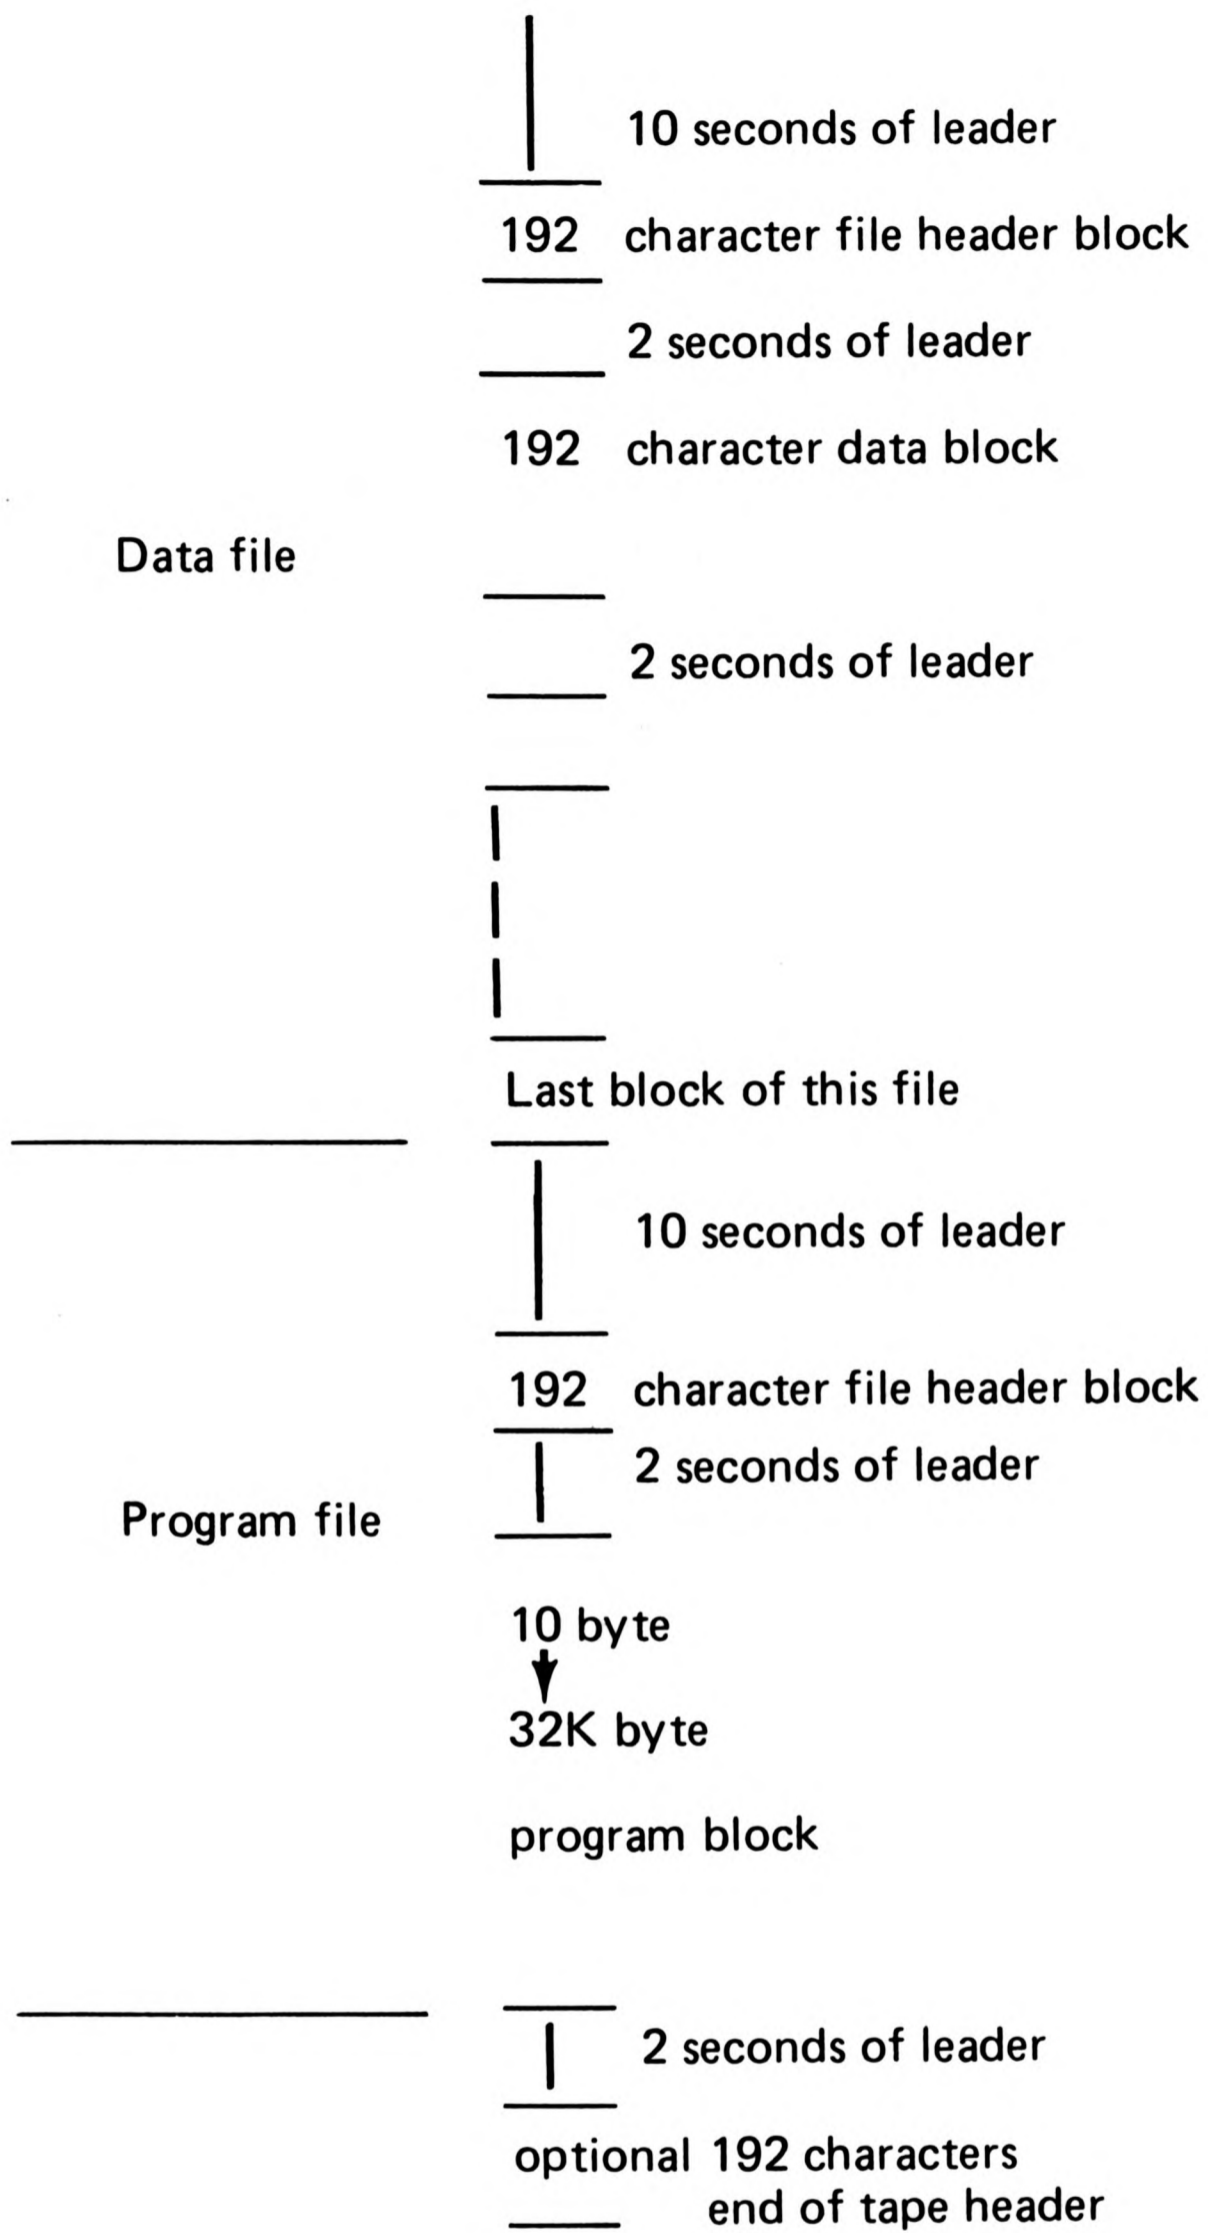 10 seconds of leader
192 character file header block
2 seconds of leader
192 character data block
Data file
2 seconds of leader
Last block of this file
10 seconds of leader
192 character file header block
2 seconds of leader
Program file
10 byte
32K byte
program block
2 seconds of leader
optional 192 characters
end of tape header